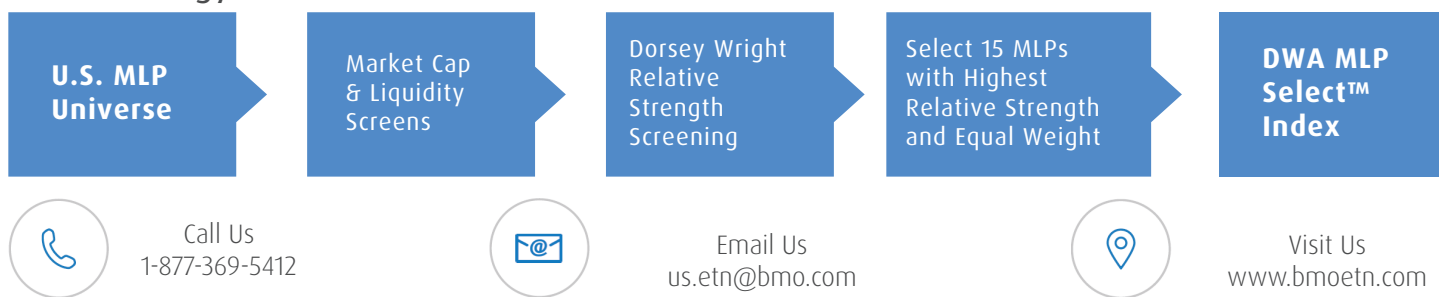 U.S. MLP
Universe
Market Cap
& Liquidity
Screens
Dorsey Wright
Relative
Strength
Screening
Select 15 MLPs
with Highest
Relative Strength
and Equal Weight
DWA MLP
Select™
Index
Call Us
1-877-369-5412
@
Email Us
us.etn@bmo.com
Visit Us
www.bmoetn.com